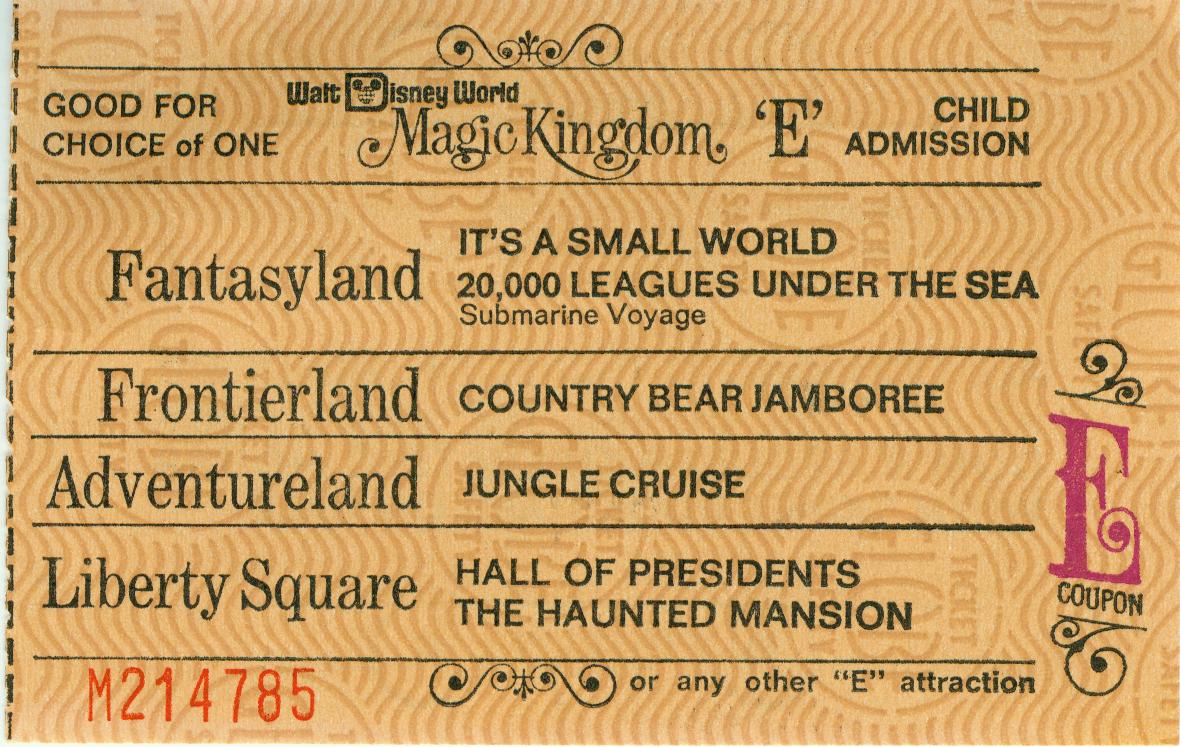 GOOD FOR
CHOICE of ONE
Walt Disney World
Magic Kingdom
'E'
CHILD
ADMISSION
Fantasyland
IT'S A SMALL WORLD
20,000 LEAGUES UNDER THE SEA
Submarine Voyage
Frontierland
COUNTRY BEAR JAMBOREE
Adventureland
JUNGLE CRUISE
Liberty Square
HALL OF PRESIDENTS
THE HAUNTED MANSION
E
COUPON
M214785
or any other "E" attraction